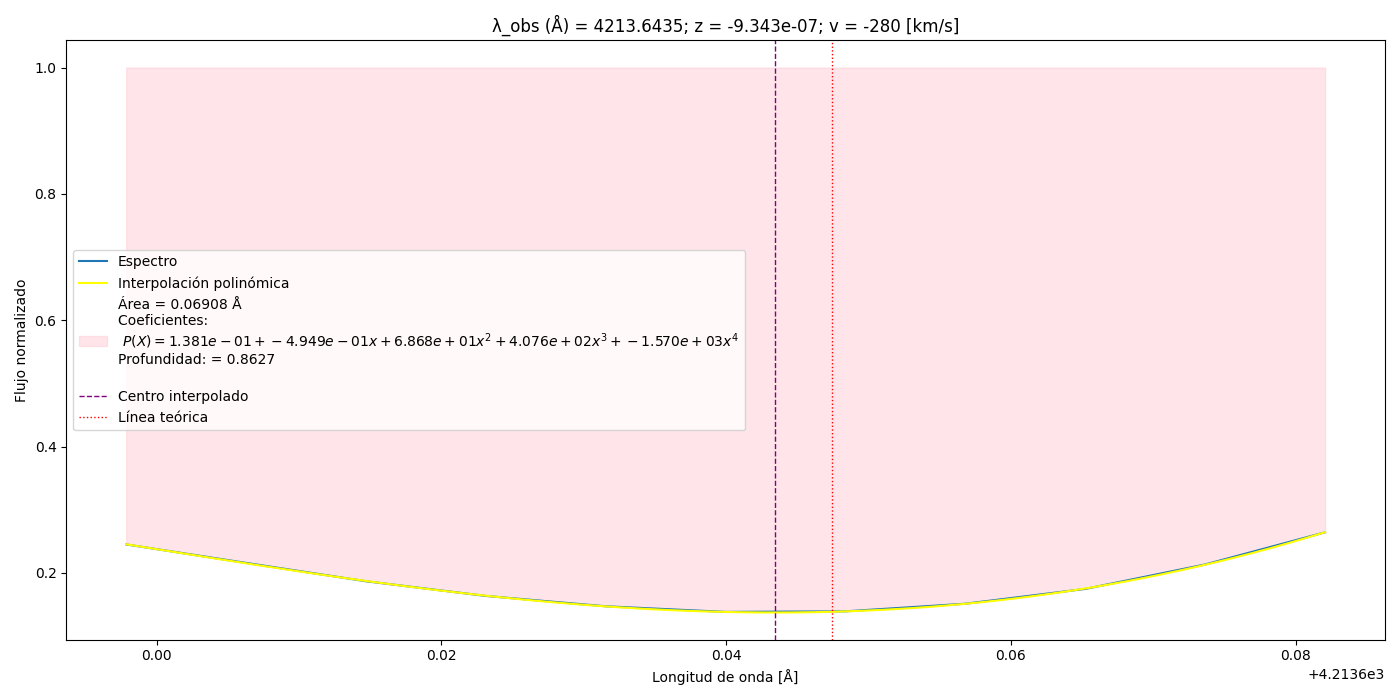 λ_obs (Å) = 4213.6435; z = -9.343e-07; v = -280 [km/s]
1.0
0.8
0.6
0.4
0.2
Flujo normalizado
Espectro
Interpolación polinómica
Área = 0.06908 Å
Coeficientes:
P(X) = 1.381e − 01 + −4.949e − 01x + 6.868e + 01x² + 4.076e + 02x³ + −1.570e + 03x⁴
Profundidad: = 0.8627
Centro interpolado
Línea teórica
0.00 0.02 0.04 0.06 0.08
+4.2136e3
Longitud de onda [Å]